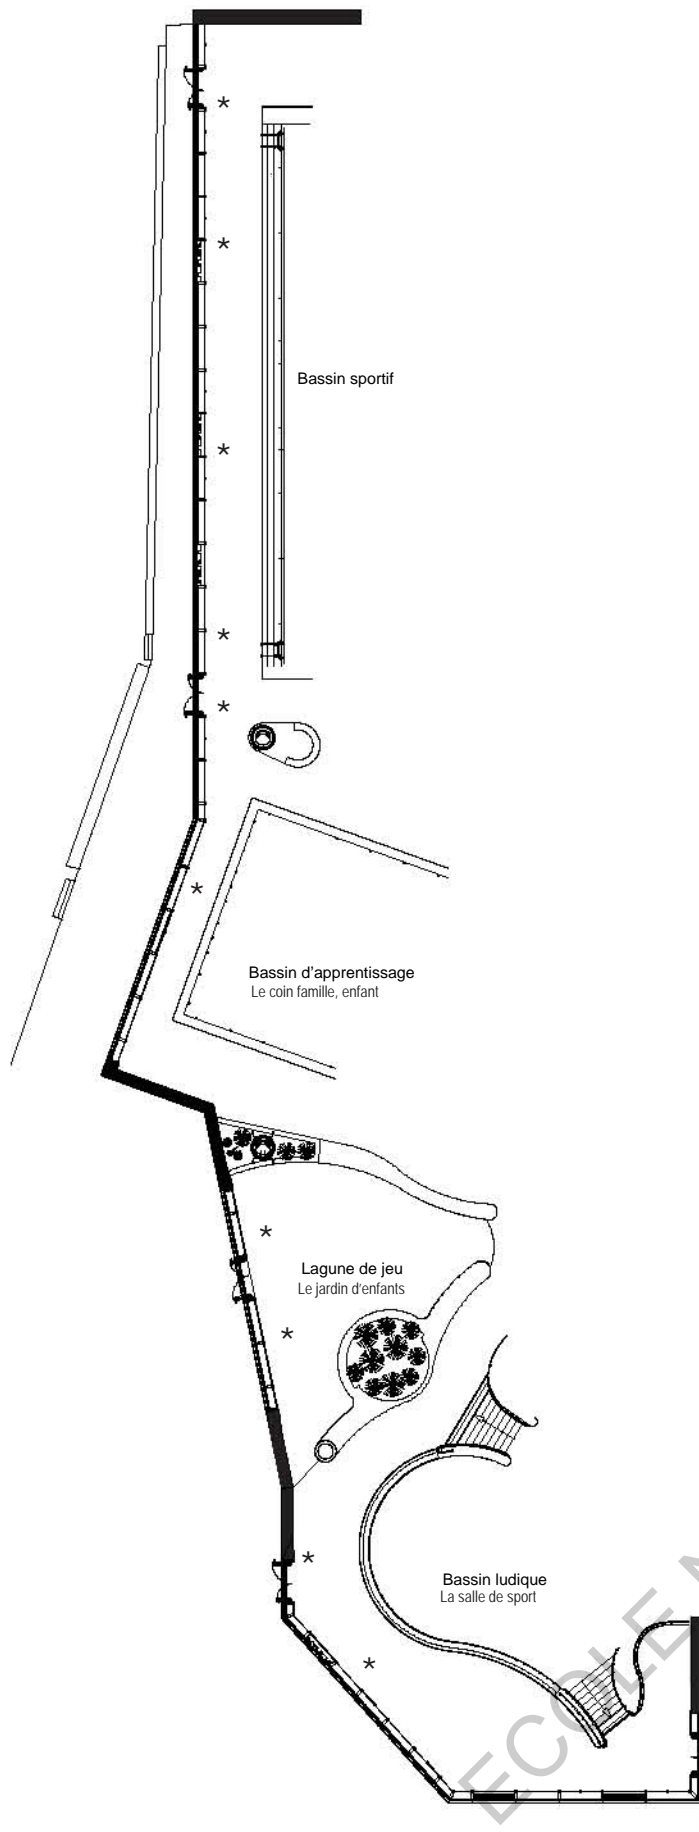 *
*
Bassin sportif
*
*
*
*
Bassin d'apprentissage
Le coin famille, enfant
*
Lagune de jeu
Le jardin d'enfants
*
*
Bassin ludique
La salle de sport
*
ECOLE N